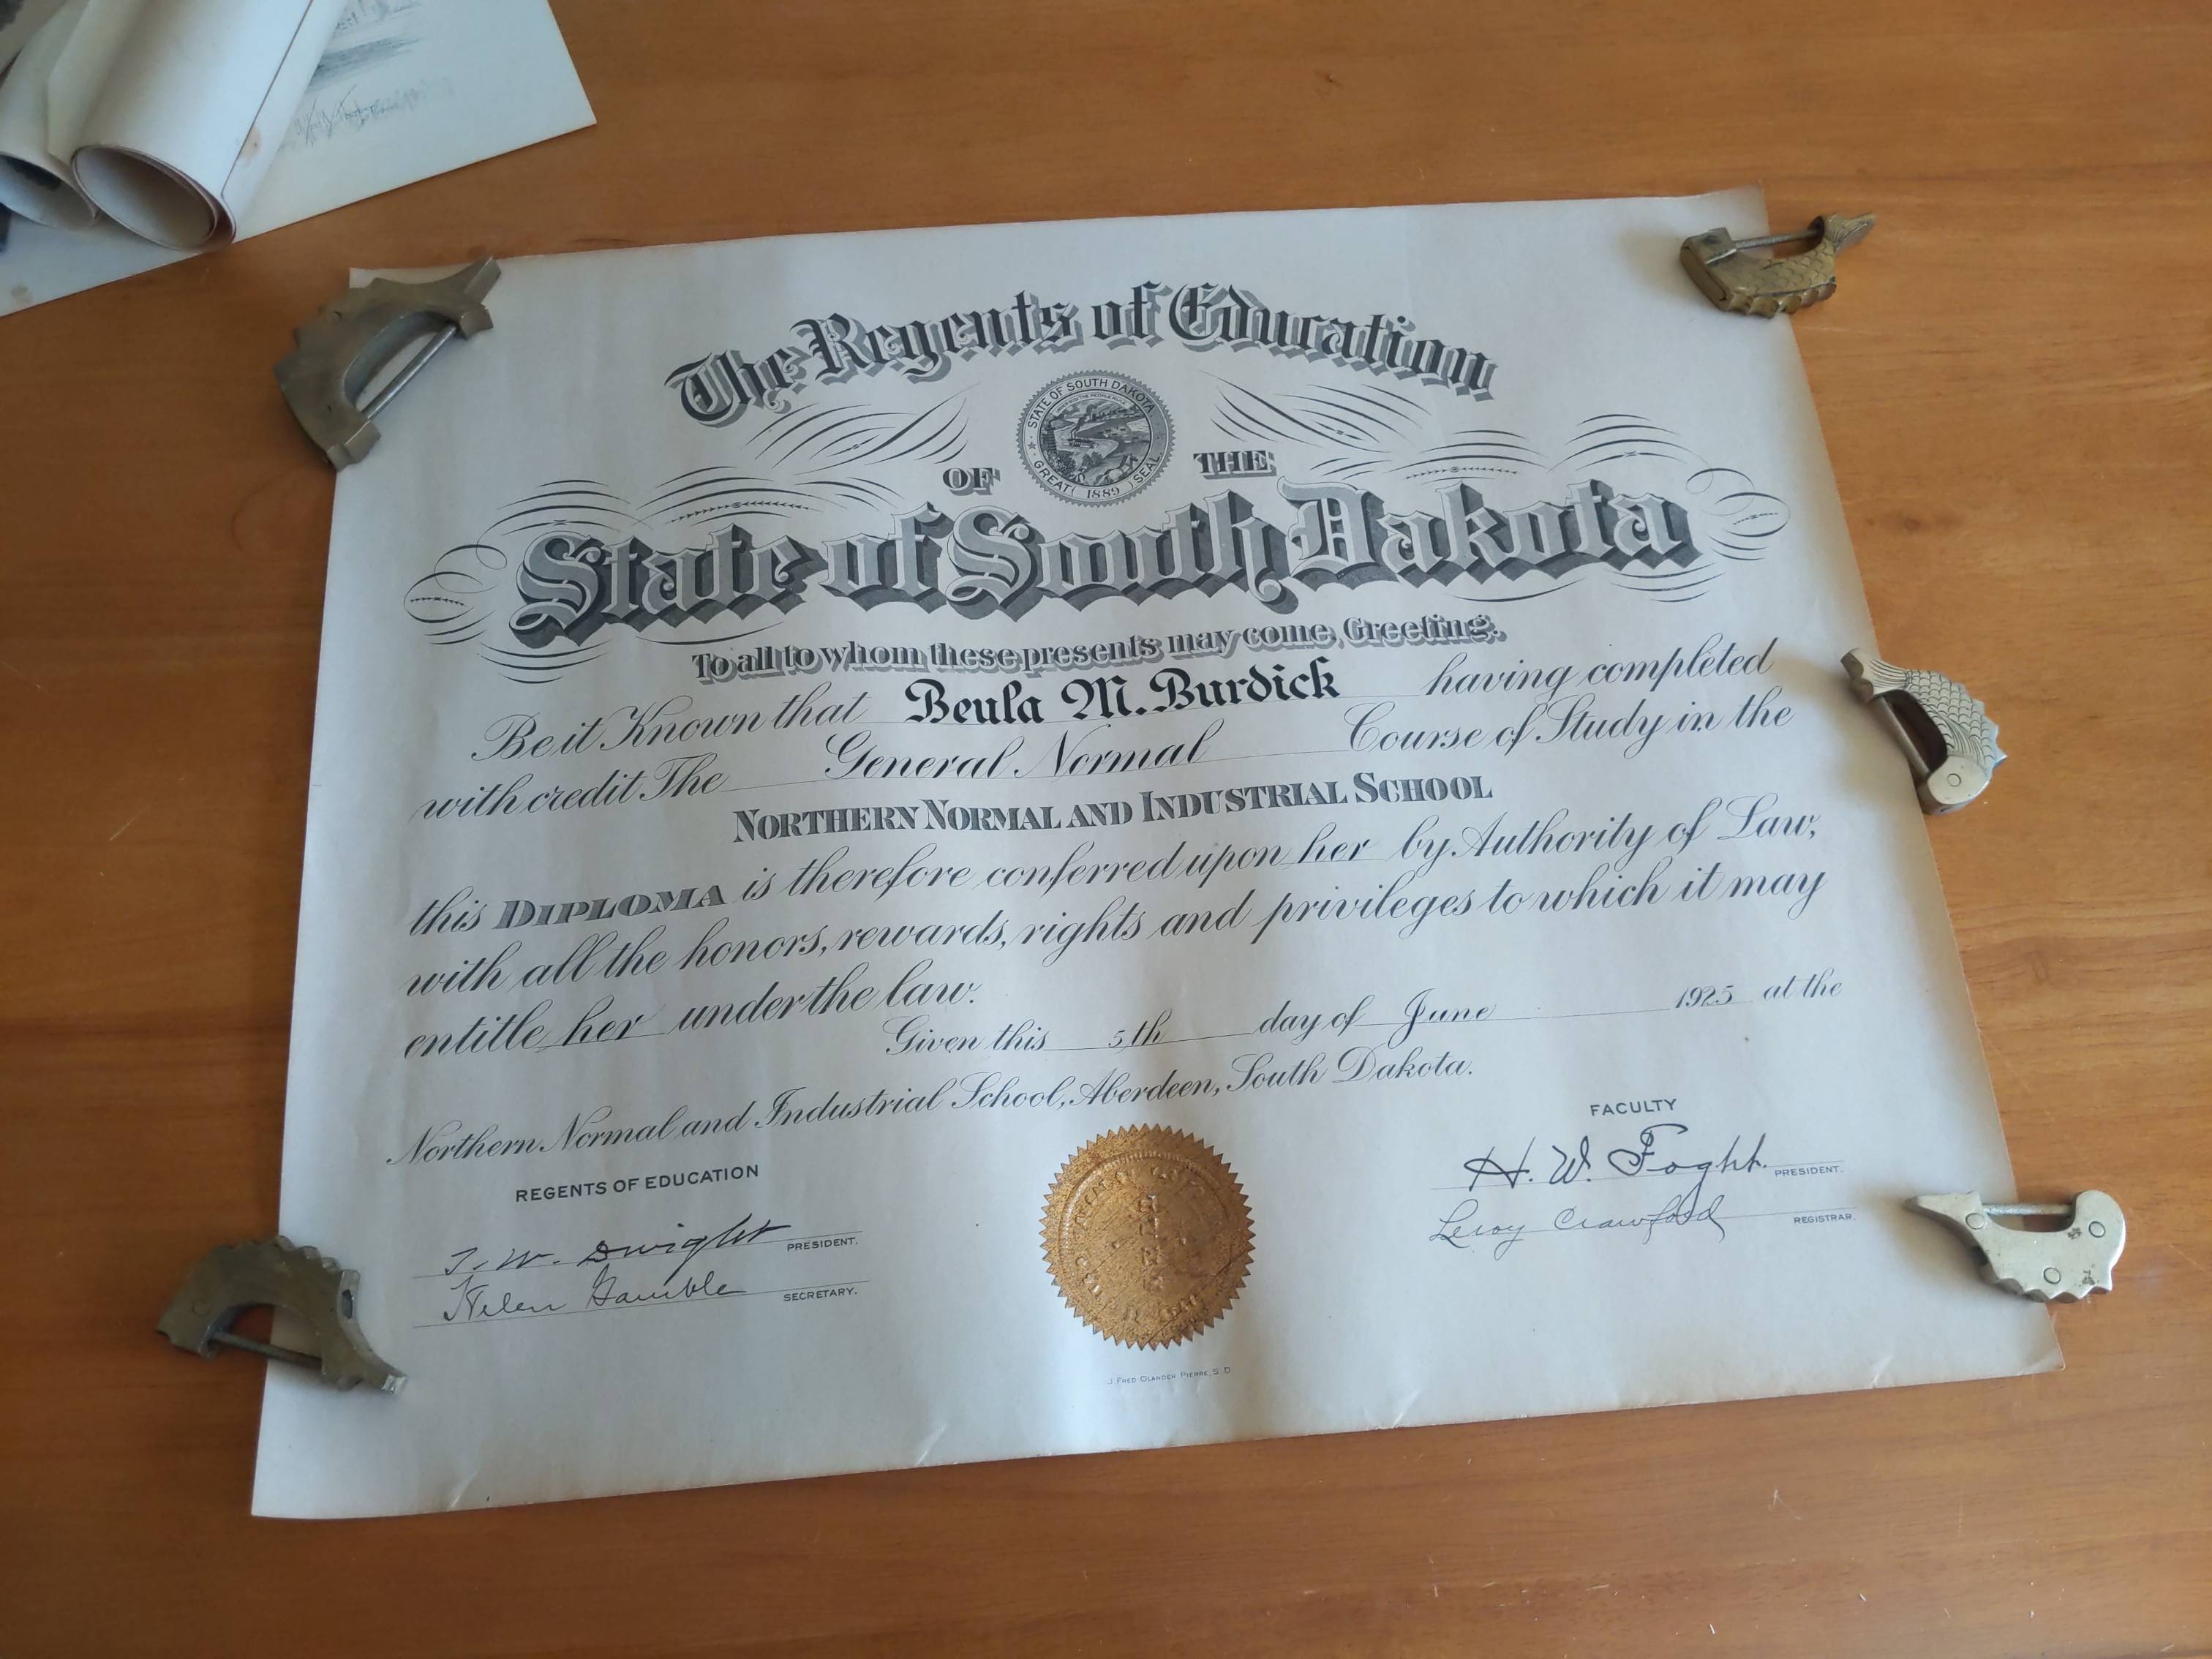 The Regents of Education
STATE OF SOUTH DAKOTA
UNDER GOD THE PEOPLE RULE
GREAT SEAL
1889
OF THE
State of South Dakota
To all to whom these presents may come, Greeting.
Be it Known that Beula M. Burdick having completed
with credit The General Normal Course of Study in the
NORTHERN NORMAL AND INDUSTRIAL SCHOOL
this DIPLOMA is therefore conferred upon her by Authority of Law,
with all the honors, rewards, rights and privileges to which it may
entitle her under the law.
Given this 5th day of June 1925 at the
Northern Normal and Industrial School, Aberdeen, South Dakota.
REGENTS OF EDUCATION
T. W. Dwight PRESIDENT.
Helen Gamble SECRETARY.
FACULTY
H. W. Foght. PRESIDENT.
Leroy Crawford REGISTRAR.
J. FRED OLANDER PIERRE, S. D.